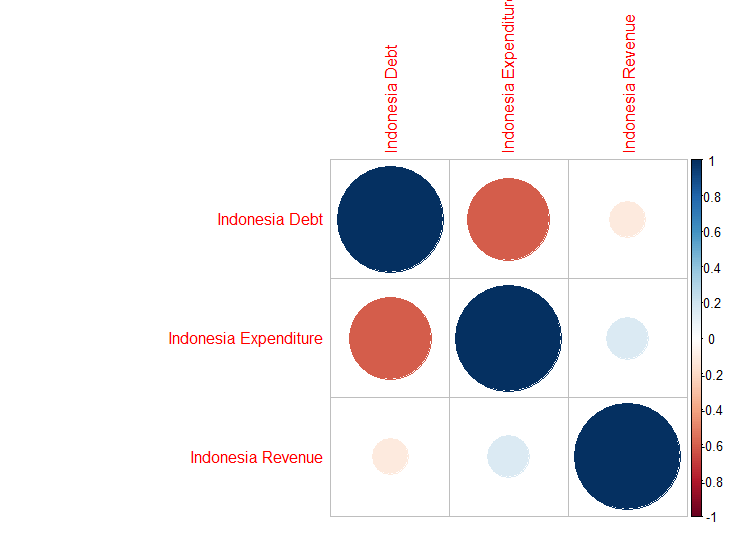 Indonesia Debt
Indonesia Expenditure
Indonesia Revenue
Indonesia Debt
Indonesia Expenditure
Indonesia Revenue
1
0.8
0.6
0.4
0.2
0
-0.2
-0.4
-0.6
-0.8
-1